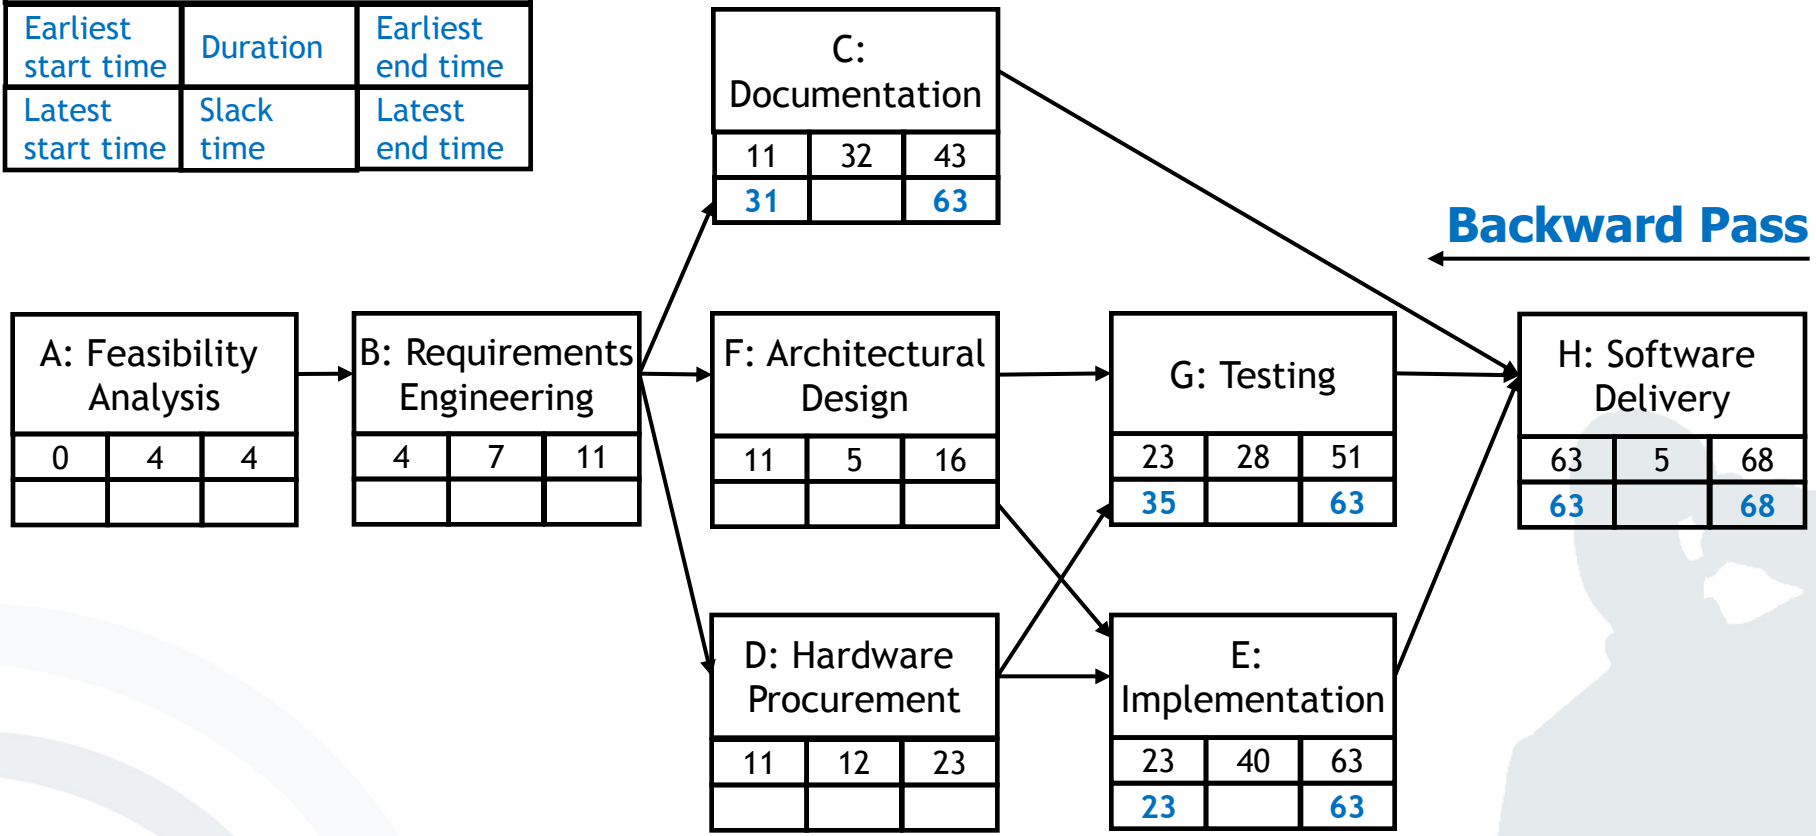 Earliest
start time
Duration
Earliest
end time
Latest
start time
Slack
time
Latest
end time
C:
Documentation
11 32 43
31 63
Backward Pass
A: Feasibility
Analysis
0 4 4
B: Requirements
Engineering
4 7 11
F: Architectural
Design
11 5 16
G: Testing
23 28 51
35 63
H: Software
Delivery
63 5 68
63 68
D: Hardware
Procurement
11 12 23
E:
Implementation
23 40 63
23 63